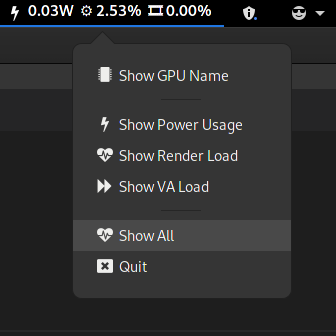 0.03W 2.53% 0.00%
Show GPU Name
Show Power Usage
Show Render Load
Show VA Load
Show All
Quit